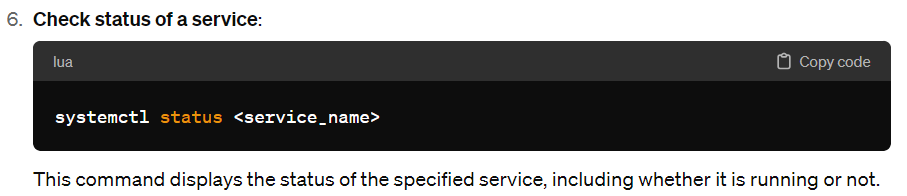 6. Check status of a service:
lua
Copy code
systemctl status <service_name>
This command displays the status of the specified service, including whether it is running or not.